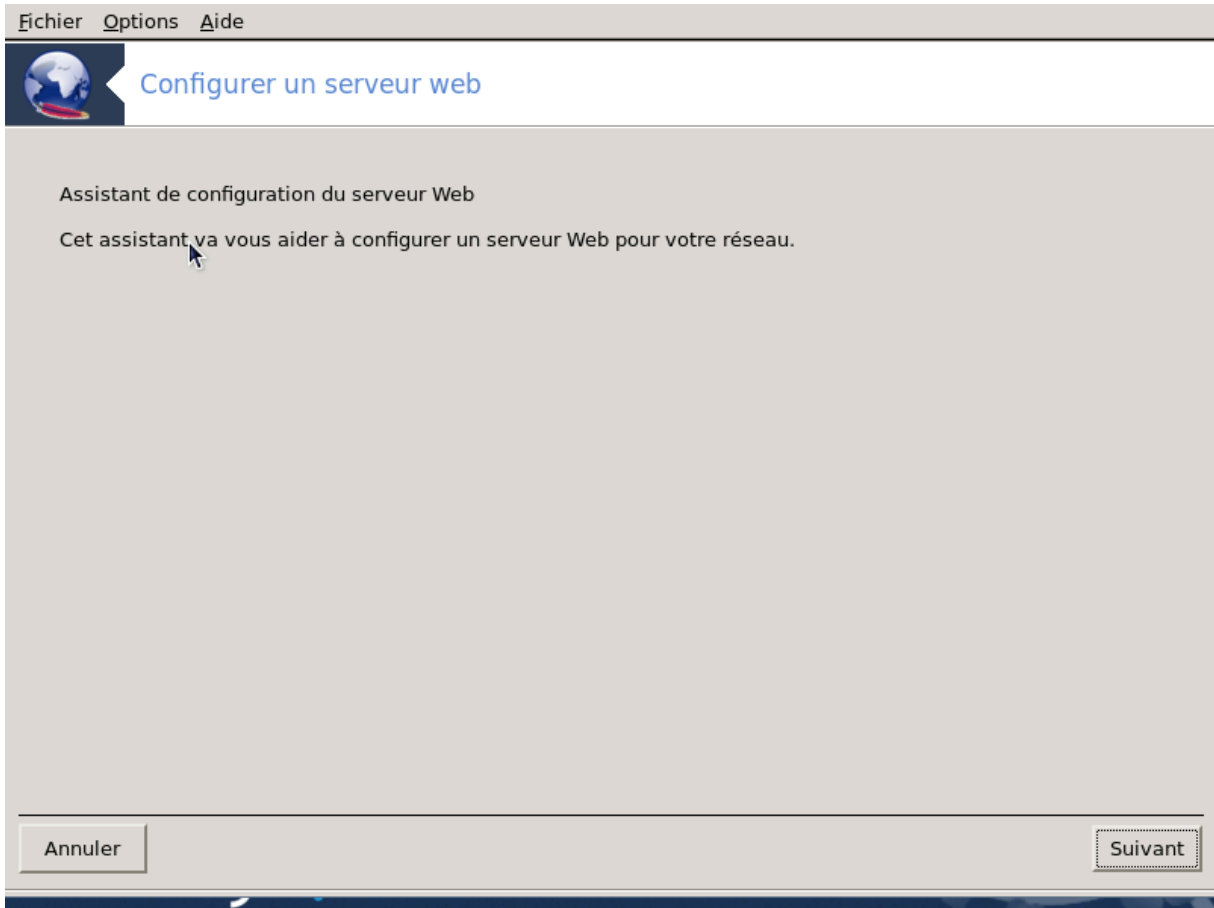 Fichier Options Aide
Configurer un serveur web
Assistant de configuration du serveur Web
Cet assistant va vous aider à configurer un serveur Web pour votre réseau.
Annuler Suivant